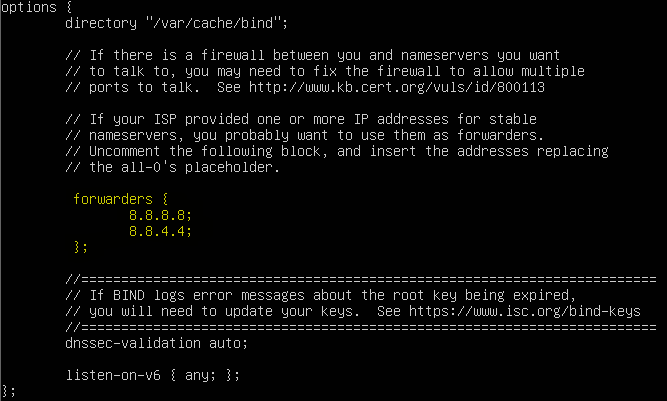 options {
directory "/var/cache/bind";
// If there is a firewall between you and nameservers you want
// to talk to, you may need to fix the firewall to allow multiple
// ports to talk.  See http://www.kb.cert.org/vuls/id/800113
// If your ISP provided one or more IP addresses for stable
// nameservers, you probably want to use them as forwarders.
// Uncomment the following block, and insert the addresses replacing
// the all-0's placeholder.
forwarders {
8.8.8.8;
8.8.4.4;
};
//========================================================================
// If BIND logs error messages about the root key being expired,
// you will need to update your keys.  See https://www.isc.org/bind-keys
//========================================================================
dnssec-validation auto;
listen-on-v6 { any; };
};